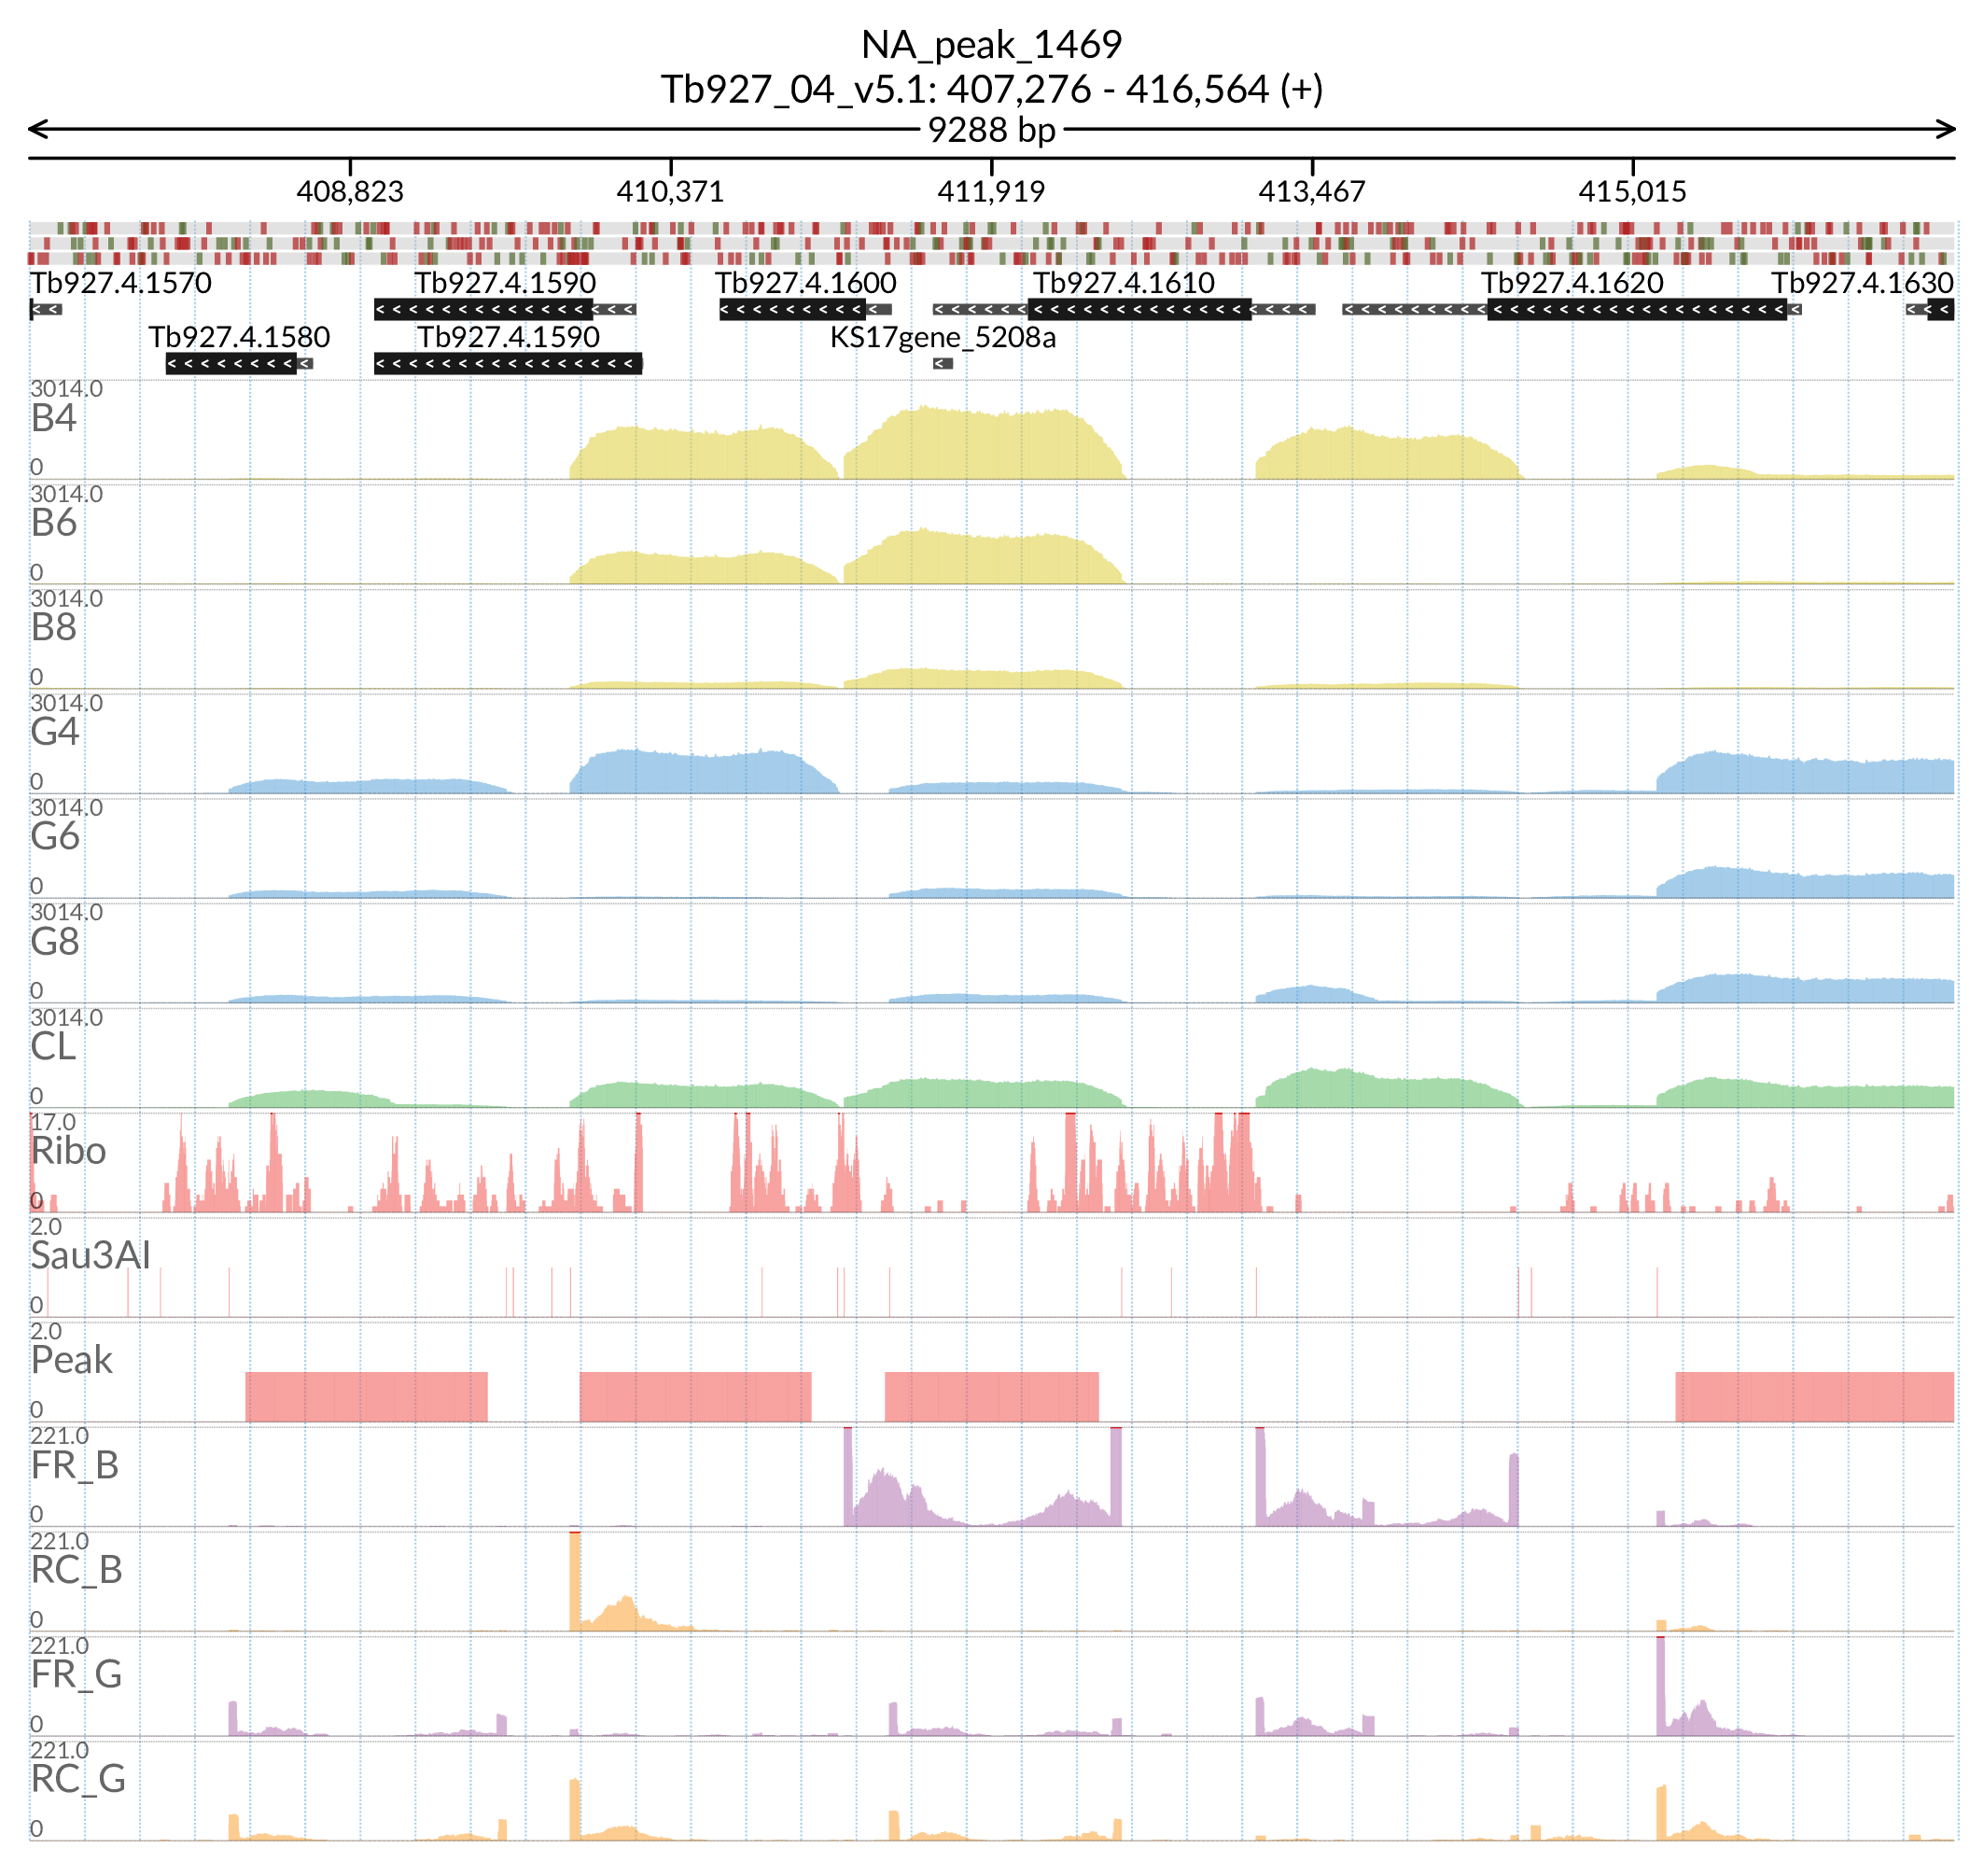 NA_peak_1469
Tb927_04_v5.1: 407,276 - 416,564 (+)
9288 bp
408,823 410,371 411,919 413,467 415,015
Tb927.4.1570 Tb927.4.1590 Tb927.4.1600 Tb927.4.1610 Tb927.4.1620 Tb927.4.1630
Tb927.4.1580 Tb927.4.1590 KS17gene_5208a
3014.0
B4
0
3014.0
B6
0
3014.0
B8
0
3014.0
G4
0
3014.0
G6
0
3014.0
G8
0
3014.0
CL
0
17.0
Ribo
0
2.0
Sau3AI
0
2.0
Peak
0
221.0
FR_B
0
221.0
RC_B
0
221.0
FR_G
0
221.0
RC_G
0